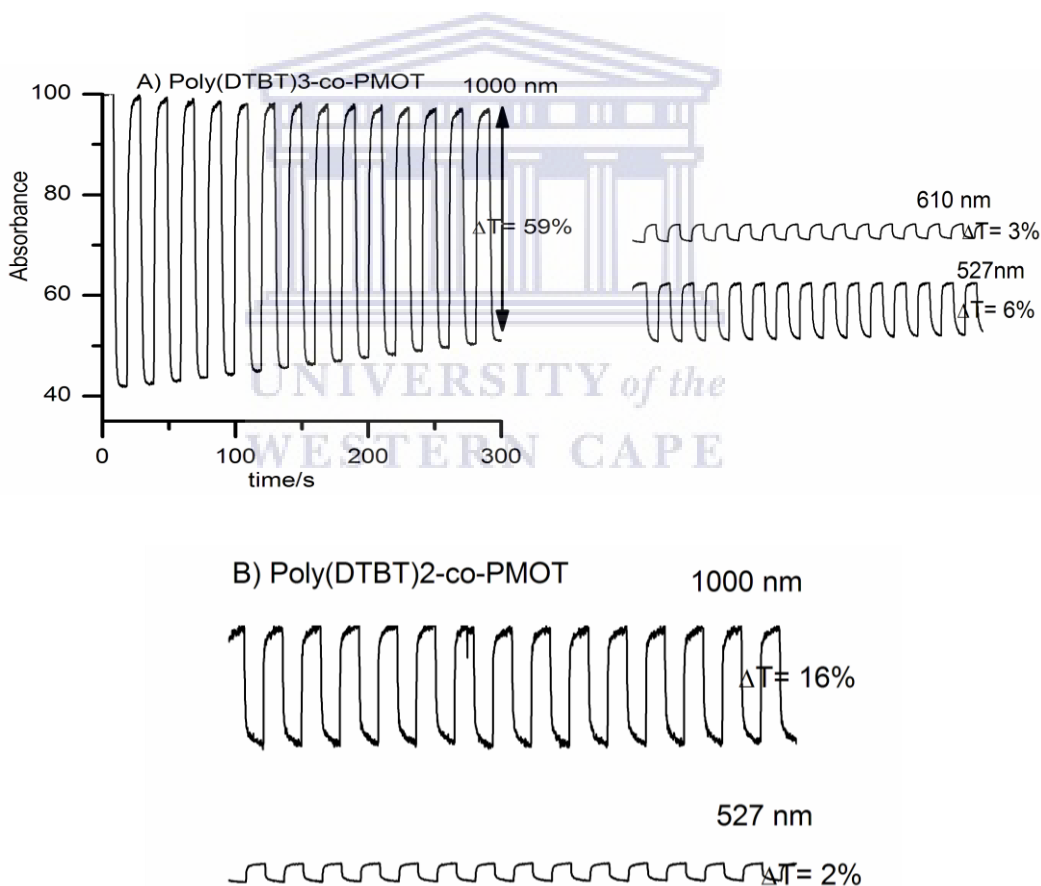 A) Poly(DTBT)3-co-PMOT
1000 nm
100
80
60
40
Absorbance
ΔT= 59%
0
100
200
300
time/s
610 nm
ΔT= 3%
527nm
ΔT= 6%
UNIVERSITY of the
WESTERN CAPE
B) Poly(DTBT)2-co-PMOT
1000 nm
ΔT= 16%
527 nm
ΔT= 2%